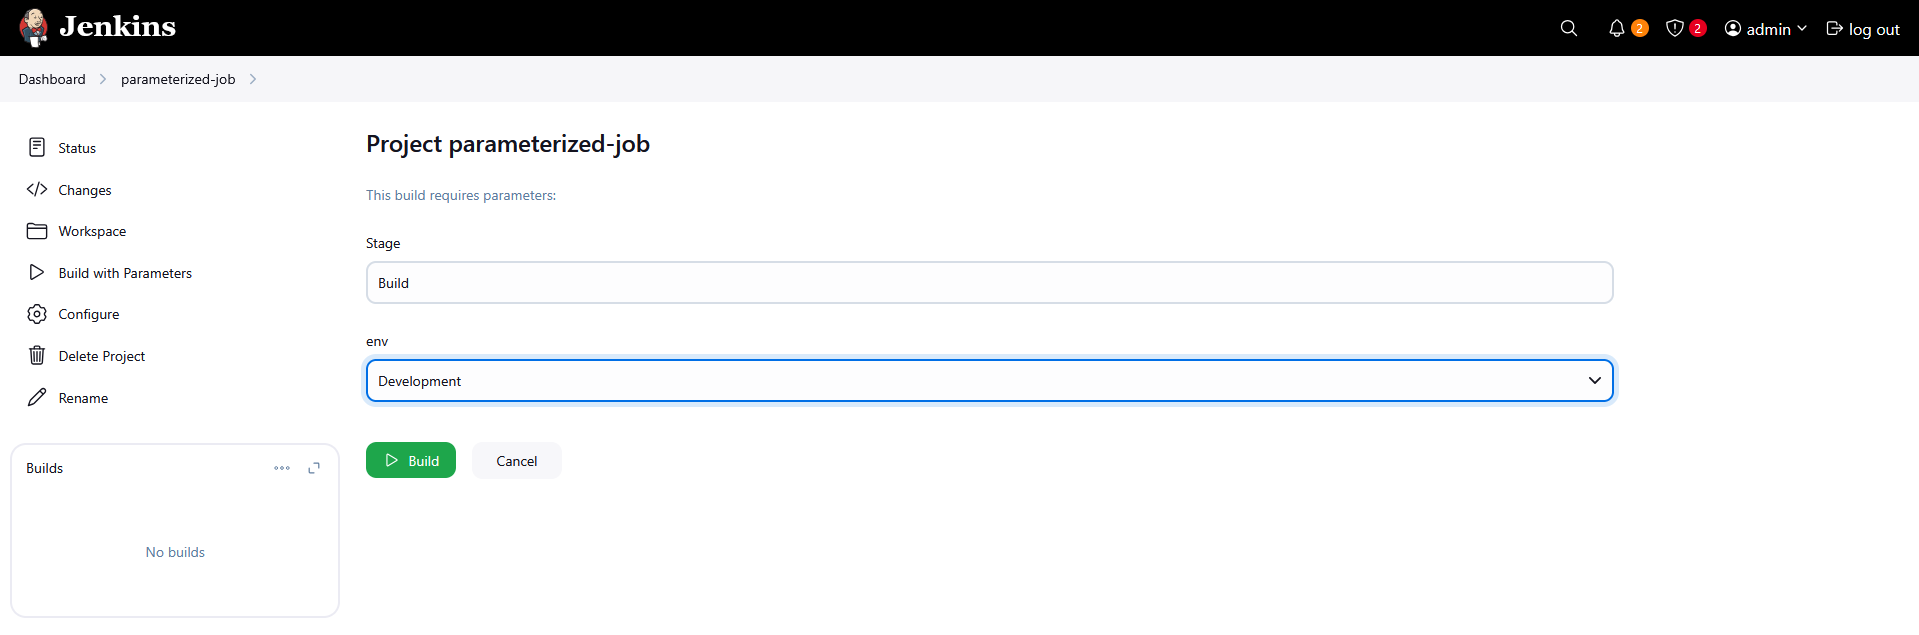 Jenkins
2
2
admin
log out
Dashboard
parameterized-job
Status
Changes
Workspace
Build with Parameters
Configure
Delete Project
Rename
Builds
No builds
Project parameterized-job
This build requires parameters:
Stage
Build
env
Development
Build
Cancel